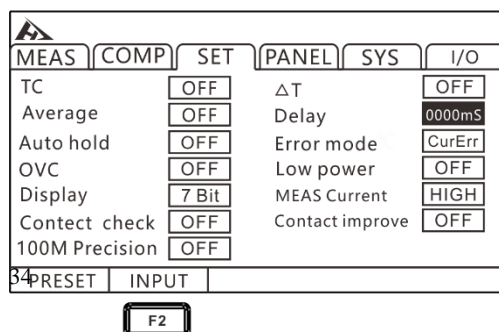 MEAS COMP SET PANEL SYS I/O
TC OFF
Average OFF
Auto hold OFF
OVC OFF
Display 7 Bit
Contect check OFF
100M Precision OFF
ΔT OFF
Delay 0000mS
Error mode CurErr
Low power OFF
MEAS Current HIGH
Contact improve OFF
34
PRESET INPUT
F2